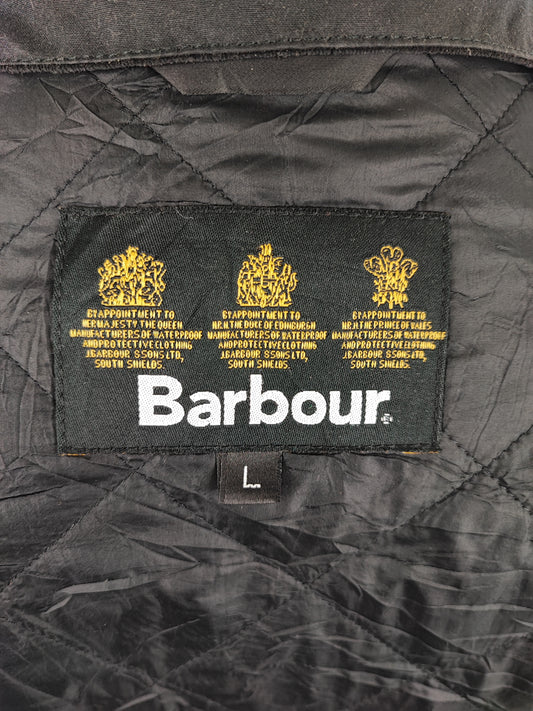 BY APPOINTMENT TO
HER MAJESTY THE QUEEN
MANUFACTURERS OF WATERPROOF
AND PROTECTIVE CLOTHING
J.BARBOUR & SONS LTD,
SOUTH SHIELDS.
BY APPOINTMENT TO
H.R.H THE DUKE OF EDINBURGH
MANUFACTURERS OF WATERPROOF
AND PROTECTIVE CLOTHING
J.BARBOUR & SONS LTD,
SOUTH SHIELDS.
BY APPOINTMENT TO
H.R.H THE PRINCE OF WALES
MANUFACTURERS OF WATERPROOF
AND PROTECTIVE CLOTHING
J.BARBOUR & SONS LTD,
SOUTH SHIELDS.
Barbour.
L